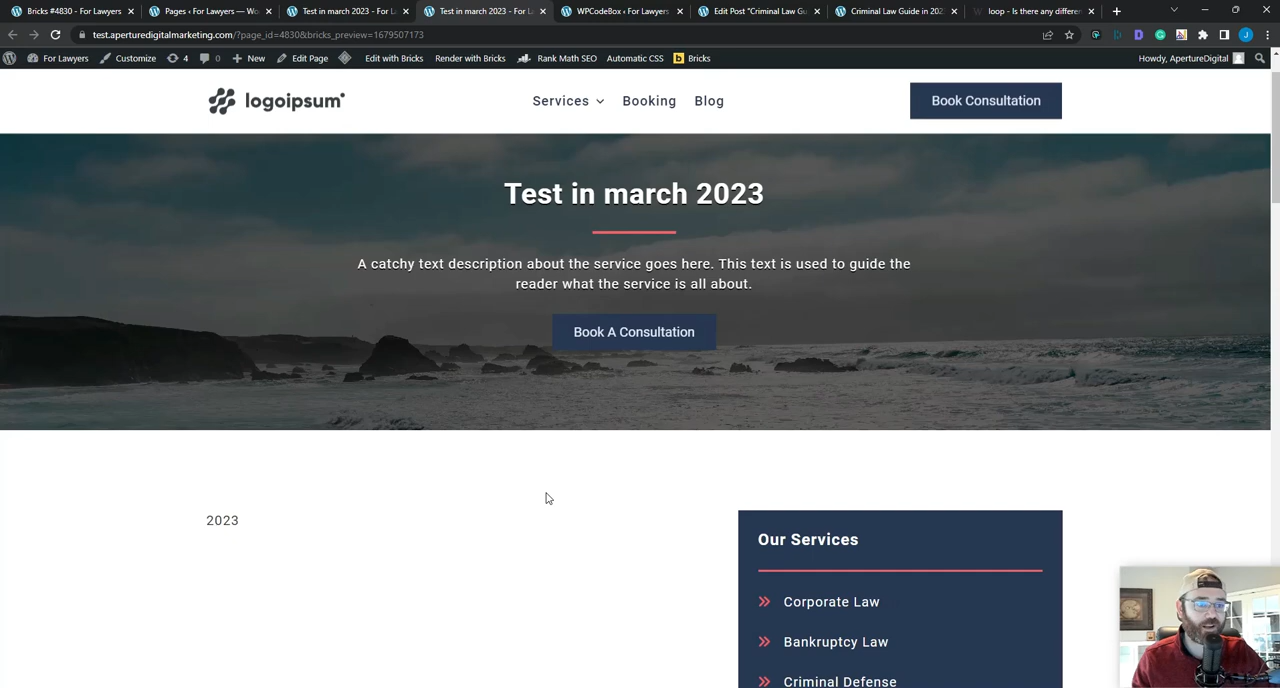 Bricks #4830 - For Lawyers
Pages ‹ For Lawyers — Wo
Test in march 2023 - For L
Test in march 2023 - For L
WPCodeBox ‹ For Lawyers
Edit Post "Criminal Law Gu
Criminal Law Guide in 202
loop - Is there any differen
test.aperturedigitalmarketing.com/?page_id=4830&bricks_preview=1679507173
For Lawyers
Customize
4
0
New
Edit Page
Edit with Bricks
Render with Bricks
Rank Math SEO
Automatic CSS
b Bricks
Howdy, ApertureDigital
logoipsum
Services
Booking
Blog
Book Consultation
Test in march 2023
A catchy text description about the service goes here. This text is used to guide the
reader what the service is all about.
Book A Consultation
2023
Our Services
Corporate Law
Bankruptcy Law
Criminal Defense